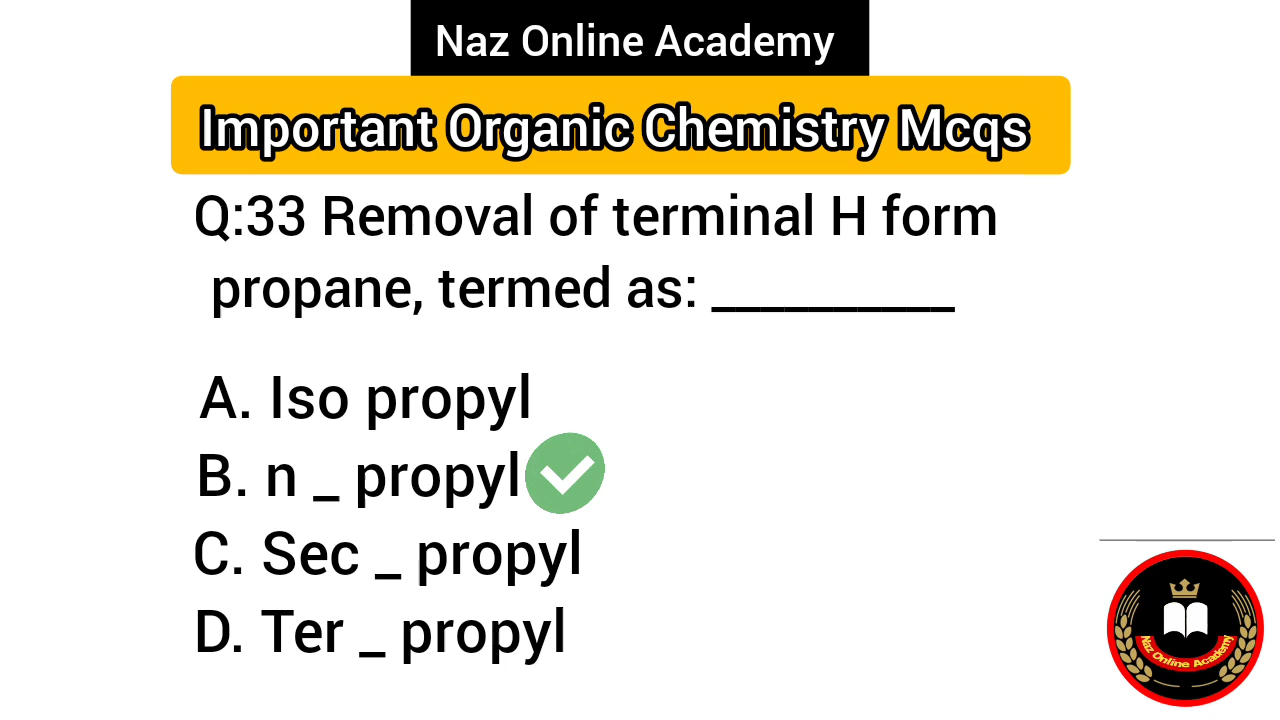 Naz Online Academy
Important Organic Chemistry Mcqs
Q:33 Removal of terminal H form
propane, termed as: __________
A. Iso propyl
B. n _ propyl
C. Sec _ propyl
D. Ter _ propyl
Naz Online Academy